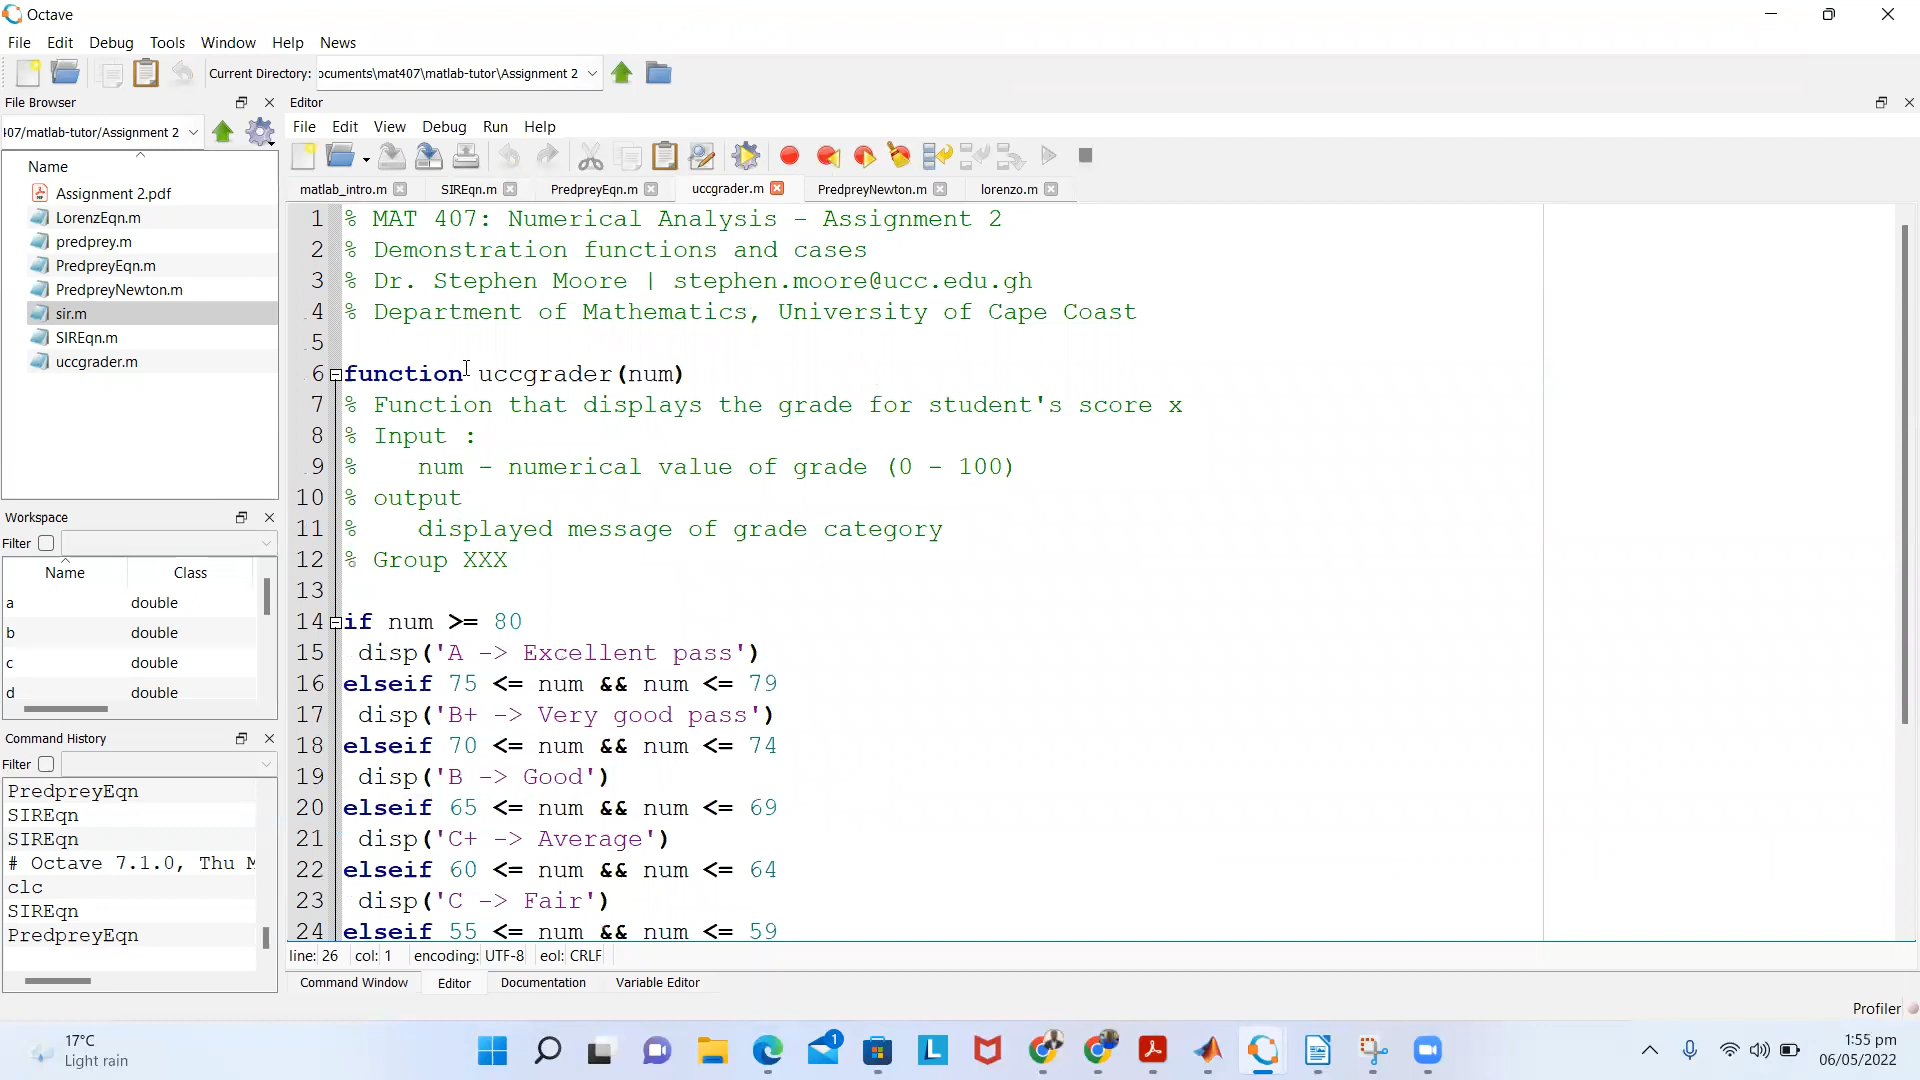 Octave
File Edit Debug Tools Window Help News
Current Directory: ocuments\mat407\matlab-tutor\Assignment 2
File Browser
Editor
07/matlab-tutor/Assignment 2
File Edit View Debug Run Help
Name
Assignment 2.pdf
LorenzEqn.m
predprey.m
PredpreyEqn.m
PredpreyNewton.m
sir.m
SIREqn.m
uccgrader.m
matlab_intro.m SIREqn.m PredpreyEqn.m uccgrader.m PredpreyNewton.m lorenzo.m
1 % MAT 407: Numerical Analysis - Assignment 2
2 % Demonstration functions and cases
3 % Dr. Stephen Moore | stephen.moore@ucc.edu.gh
4 % Department of Mathematics, University of Cape Coast
5
6 function uccgrader(num)
7 % Function that displays the grade for student's score x
8 % Input :
9 % num - numerical value of grade (0 - 100)
10 % output
11 % displayed message of grade category
12 % Group XXX
13
14 if num >= 80
15 disp('A -> Excellent pass')
16 elseif 75 <= num && num <= 79
17 disp('B+ -> Very good pass')
18 elseif 70 <= num && num <= 74
19 disp('B -> Good')
20 elseif 65 <= num && num <= 69
21 disp('C+ -> Average')
22 elseif 60 <= num && num <= 64
23 disp('C -> Fair')
24 elseif 55 <= num && num <= 59
Workspace
Filter
Name Class
a double
b double
c double
d double
Command History
Filter
PredpreyEqn
SIREqn
SIREqn
# Octave 7.1.0, Thu M
clc
SIREqn
PredpreyEqn
line: 26 col: 1 encoding: UTF-8 eol: CRLF
Command Window Editor Documentation Variable Editor
Profiler
17°C
Light rain
1
L
1:55 pm
06/05/2022